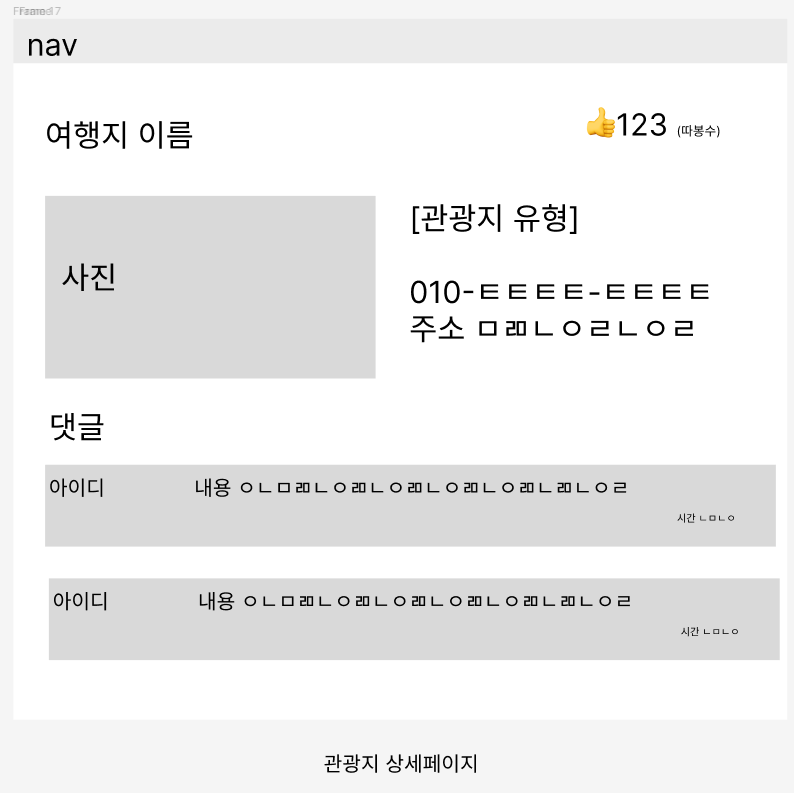 nav
여행지 이름
👍123 (따봉수)
사진
[관광지 유형]
010-ㅌㅌㅌㅌ-ㅌㅌㅌㅌ
주소 ㅁㄻㄴㅇㄹㄴㅇㄹ
댓글
아이디 내용 ㅇㄴㅁㄻㄴㅇㄻㄴㅇㄻㄴㅇㄻㄴㅇㄻㄴㄻㄴㅇㄹ
시간 ㄴㅁㄴㅇ
아이디 내용 ㅇㄴㅁㄻㄴㅇㄻㄴㅇㄻㄴㅇㄻㄴㅇㄻㄴㄻㄴㅇㄹ
시간 ㄴㅁㄴㅇ
관광지 상세페이지